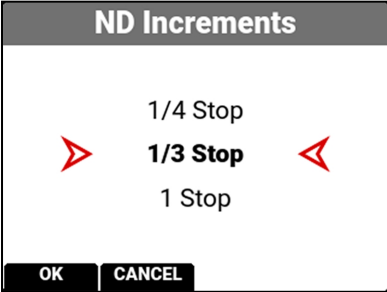 ND Increments
1/4 Stop
1/3 Stop
1 Stop
OK CANCEL